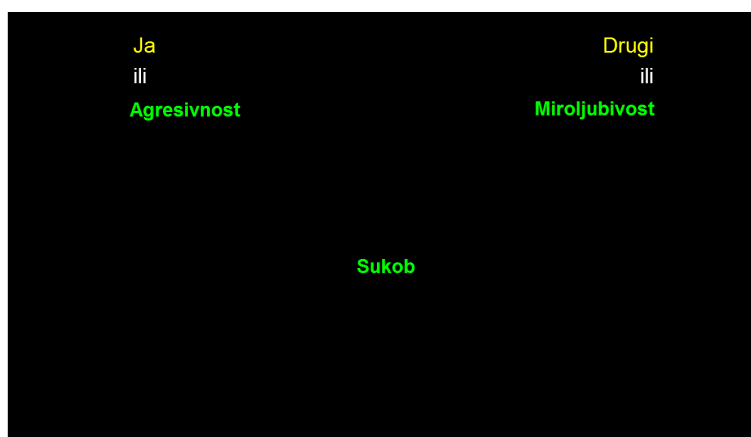 Ja
ili
Agresivnost
Drugi
ili
Miroljubivost
Sukob